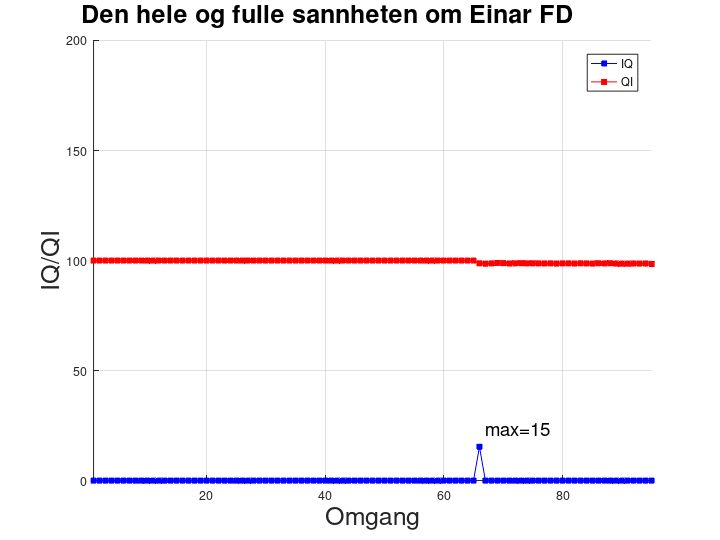 Den hele og fulle sannheten om Einar FD
200
IQ
QI
150
IQ/QI
100
50
max=15
0
20 40 60 80
Omgang